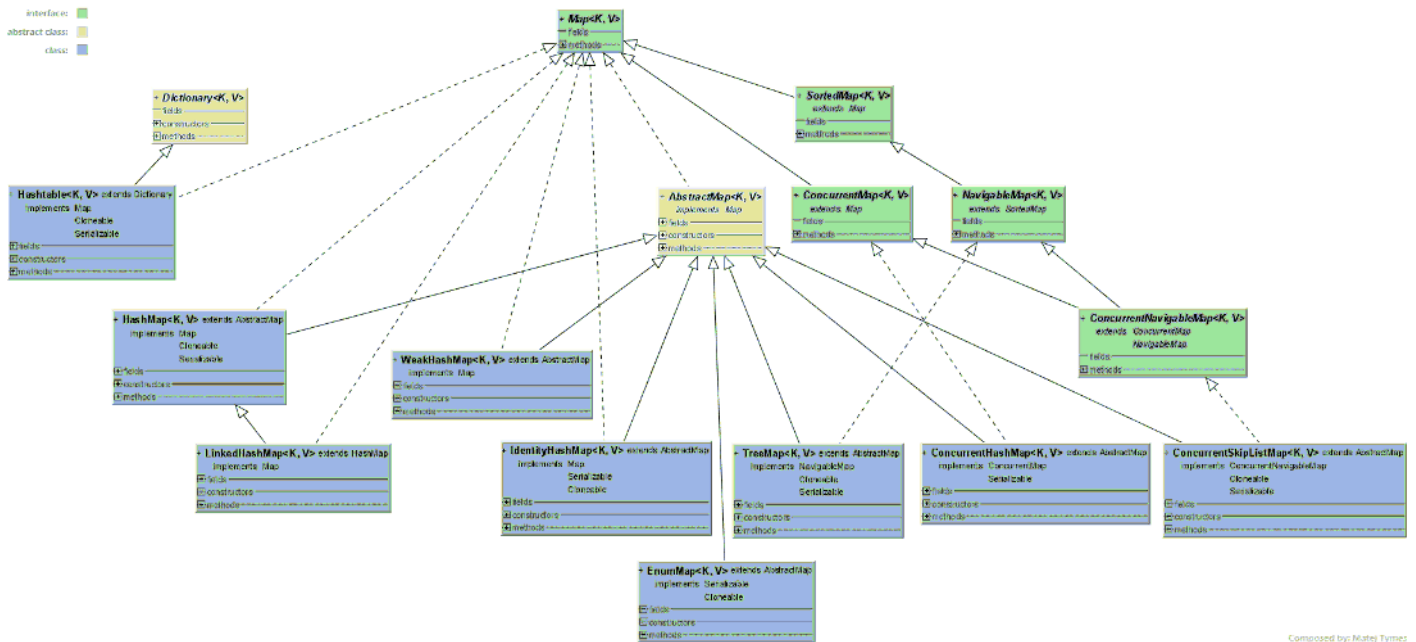 interface:
abstract class:
class:
Map<K, V>
fields
methods
Dictionary<K, V>
fields
constructors
methods
SortedMap<K, V>
extends Map
fields
methods
Hashtable<K, V> extends Dictionary
implements Map
Cloneable
Serializable
fields
constructors
methods
AbstractMap<K, V>
implements Map
fields
constructors
methods
ConcurrentMap<K, V>
extends Map
fields
methods
NavigableMap<K, V>
extends SortedMap
fields
methods
HashMap<K, V> extends AbstractMap
implements Map
Cloneable
Serializable
fields
constructors
methods
WeakHashMap<K, V> extends AbstractMap
implements Map
fields
constructors
methods
ConcurrentNavigableMap<K, V>
extends ConcurrentMap
NavigableMap
fields
methods
LinkedHashMap<K, V> extends HashMap
implements Map
fields
constructors
methods
IdentityHashMap<K, V> extends AbstractMap
implements Map
Serializable
Cloneable
fields
constructors
methods
TreeMap<K, V> extends AbstractMap
implements NavigableMap
Cloneable
Serializable
fields
constructors
methods
ConcurrentHashMap<K, V> extends AbstractMap
implements ConcurrentMap
Serializable
fields
constructors
methods
ConcurrentSkipListMap<K, V> extends AbstractMap
implements ConcurrentNavigableMap
Cloneable
Serializable
fields
constructors
methods
EnumMap<K, V> extends AbstractMap
implements Serializable
Cloneable
fields
constructors
methods
Composed by: Matej Tymes